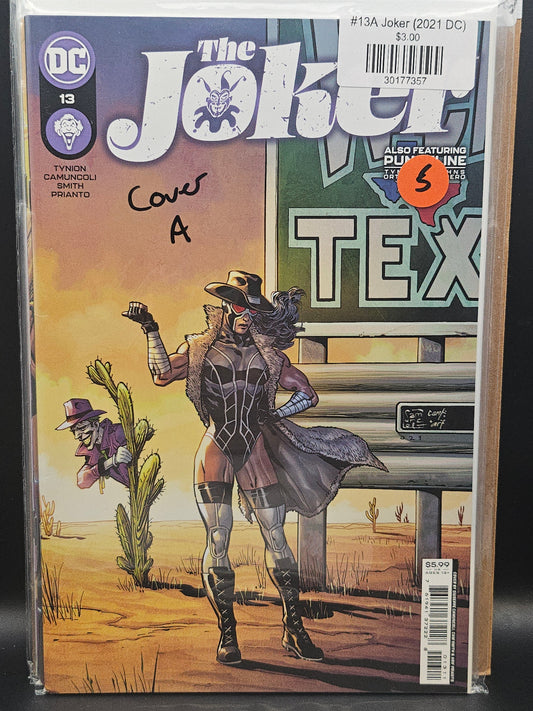 #13A Joker (2021 DC)
$3.00
30177357
DC
13
The
Joker
TYNION
CAMUNCOLI
SMITH
PRIANTO
Cover
A
ALSO FEATURING
5
TEX
$5.99
US